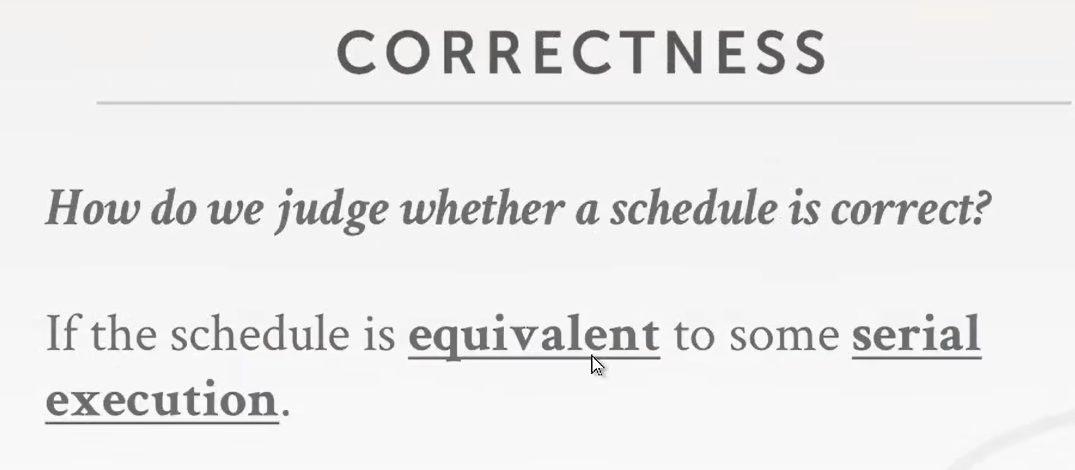 CORRECTNESS
How do we judge whether a schedule is correct?
If the schedule is equivalent to some serial
execution.